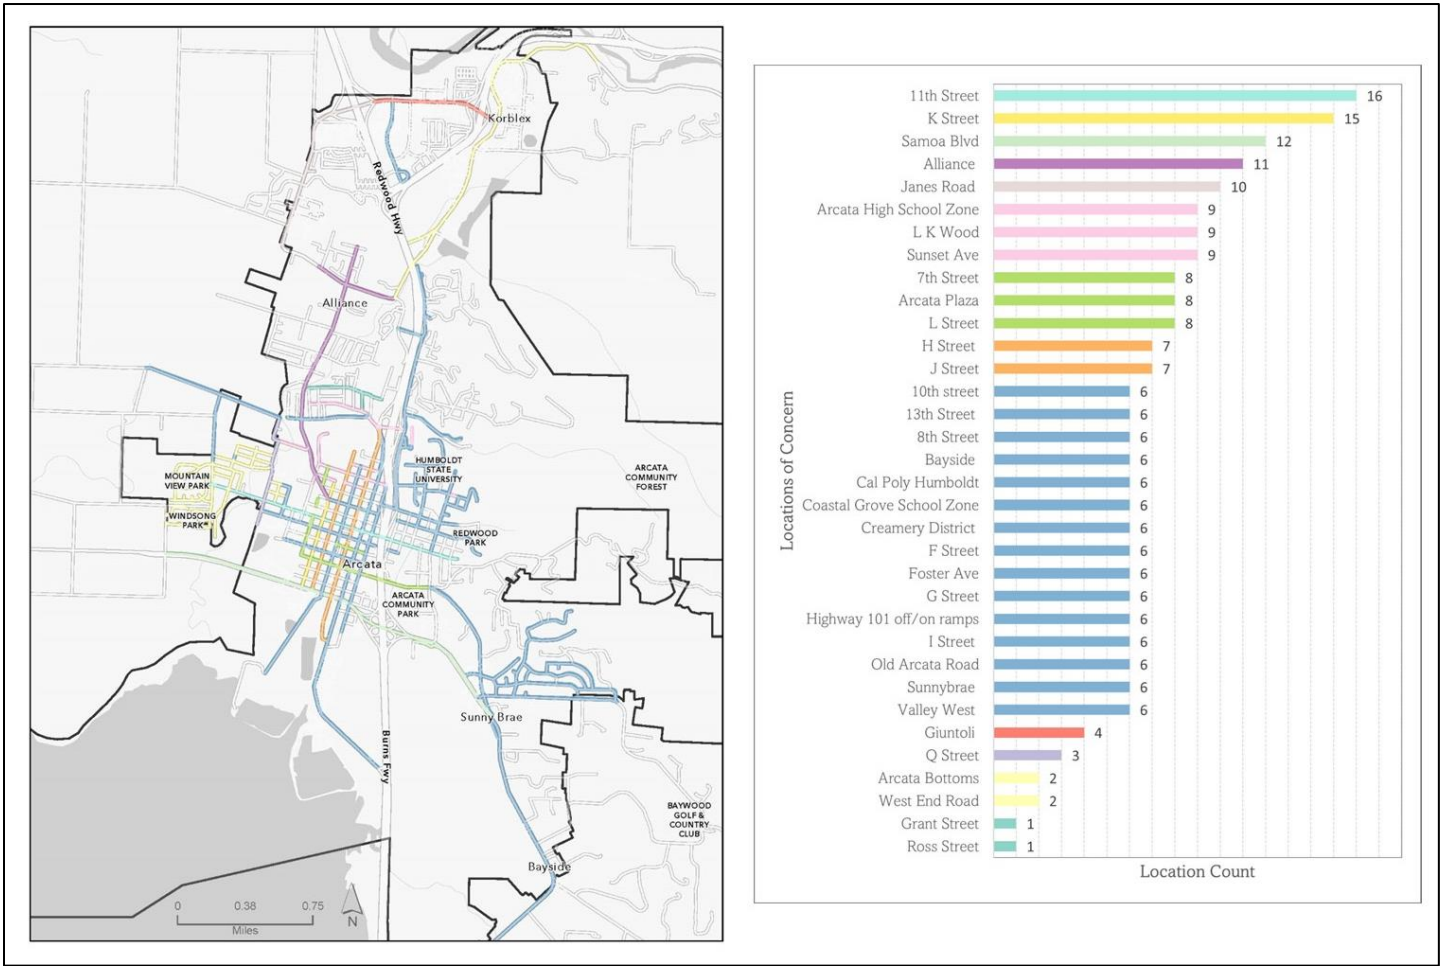 Korblex
Redwood Hwy
Alliance
HUMBOLDT
STATE
UNIVERSITY
ARCATA
COMMUNITY
FOREST
MOUNTAIN
VIEW PARK
WINDSONG
PARK
REDWOOD
PARK
Arcata
ARCATA
COMMUNITY
PARK
Sunny Brae
Burns Fwy
BAYWOOD
GOLF &
COUNTRY
CLUB
Bayside
0 0.38 0.75
Miles
N
Locations of Concern
11th Street 16
K Street 15
Samoa Blvd 12
Alliance 11
Janes Road 10
Arcata High School Zone 9
L K Wood 9
Sunset Ave 9
7th Street 8
Arcata Plaza 8
L Street 8
H Street 7
J Street 7
10th street 6
13th Street 6
8th Street 6
Bayside 6
Cal Poly Humboldt 6
Coastal Grove School Zone 6
Creamery District 6
F Street 6
Foster Ave 6
G Street 6
Highway 101 off/on ramps 6
I Street 6
Old Arcata Road 6
Sunnybrae 6
Valley West 6
Giuntoli 4
Q Street 3
Arcata Bottoms 2
West End Road 2
Grant Street 1
Ross Street 1
Location Count